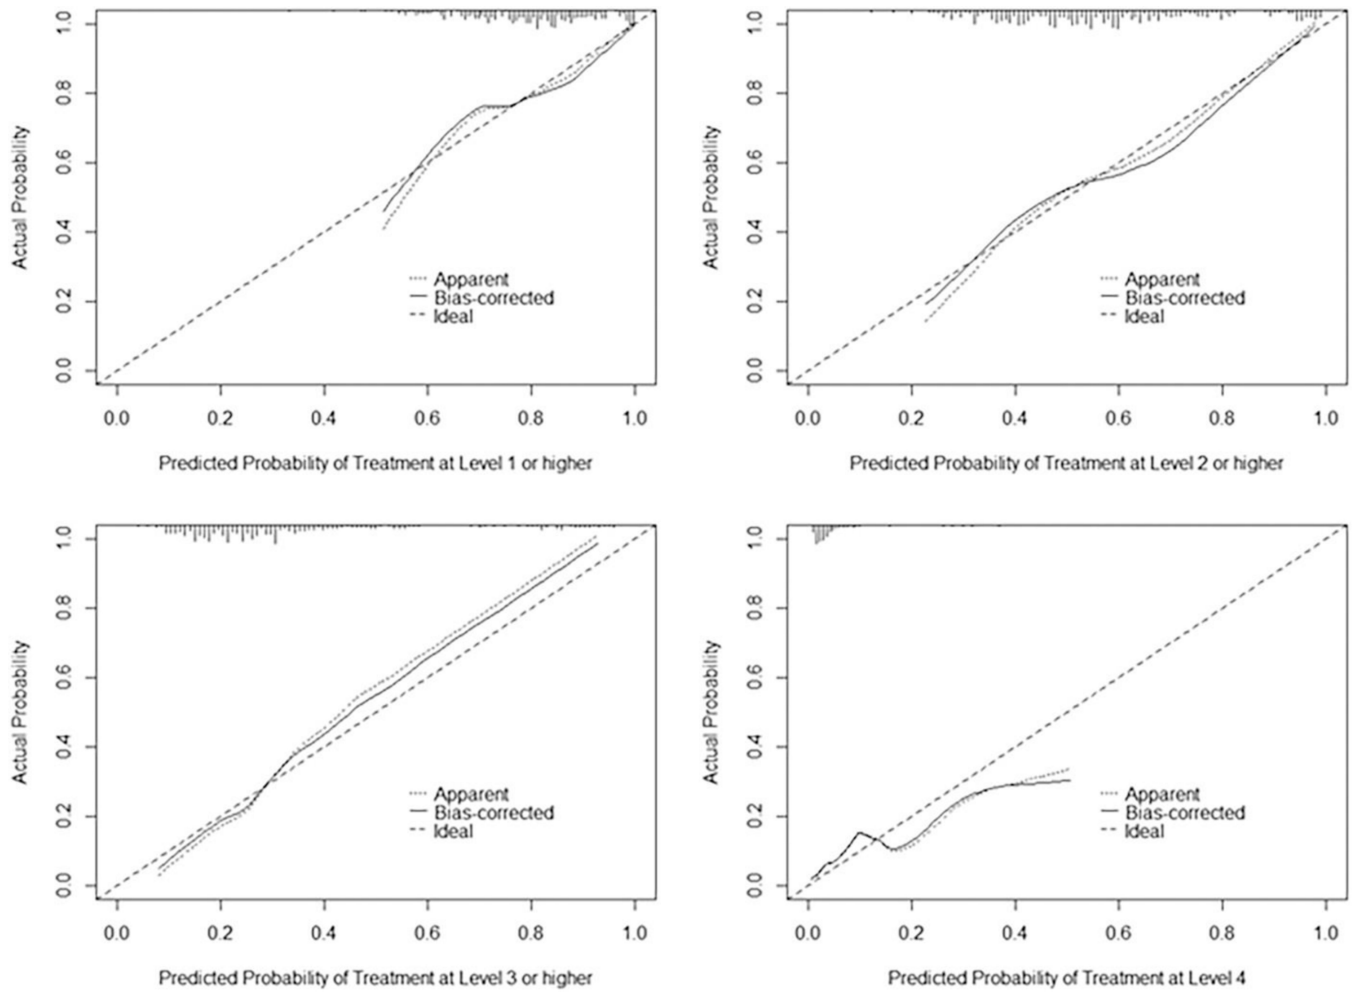 1.0
0.8
0.6
0.4
0.2
0.0
Actual Probability
Apparent
Bias-corrected
Ideal
0.0 0.2 0.4 0.6 0.8 1.0
Predicted Probability of Treatment at Level 1 or higher
1.0
0.8
0.6
0.4
0.2
0.0
Actual Probability
Apparent
Bias-corrected
Ideal
0.0 0.2 0.4 0.6 0.8 1.0
Predicted Probability of Treatment at Level 2 or higher
1.0
0.8
0.6
0.4
0.2
0.0
Actual Probability
Apparent
Bias-corrected
Ideal
0.0 0.2 0.4 0.6 0.8 1.0
Predicted Probability of Treatment at Level 3 or higher
1.0
0.8
0.6
0.4
0.2
0.0
Actual Probability
Apparent
Bias-corrected
Ideal
0.0 0.2 0.4 0.6 0.8 1.0
Predicted Probability of Treatment at Level 4